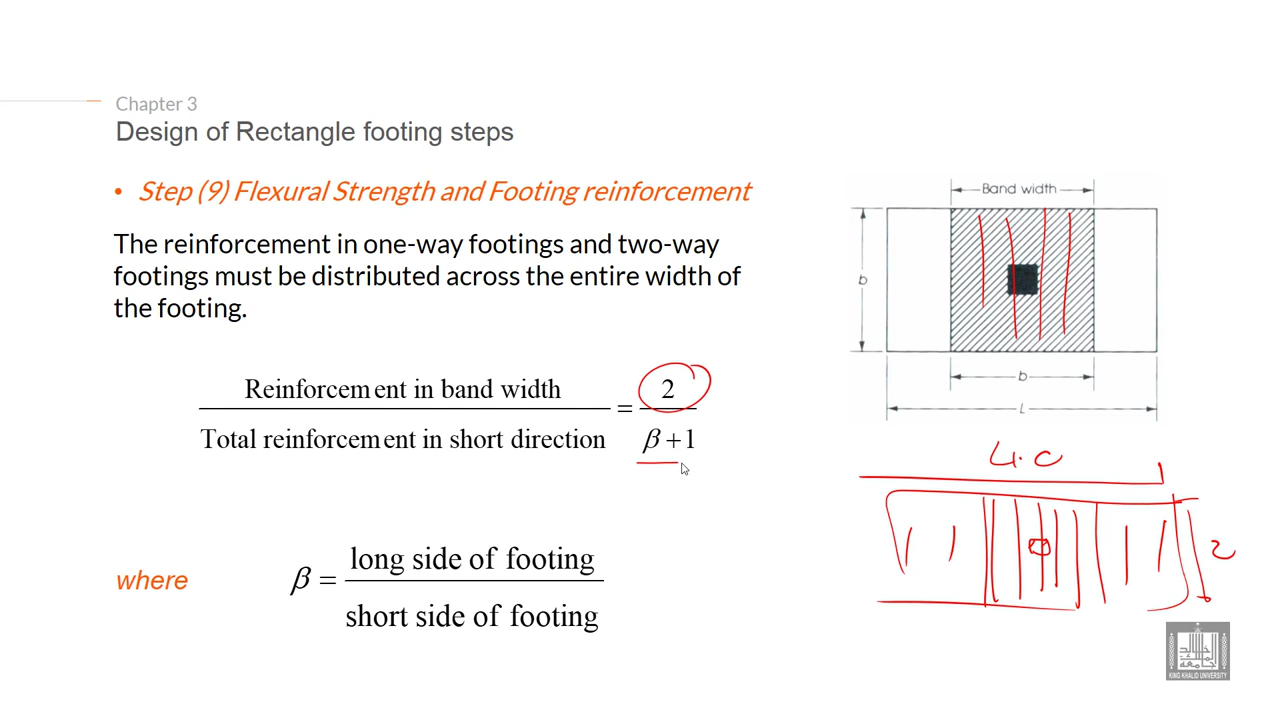 Chapter 3
Design of Rectangle footing steps
• Step (9) Flexural Strength and Footing reinforcement
The reinforcement in one-way footings and two-way
footings must be distributed across the entire width of
the footing.
Reinforcement in band width
Total reinforcement in short direction
=
2
β + 1
where
β =
long side of footing
short side of footing
Band width
b
b
L
4.0
2
جامعة الملك خالد
KING KHALID UNIVERSITY